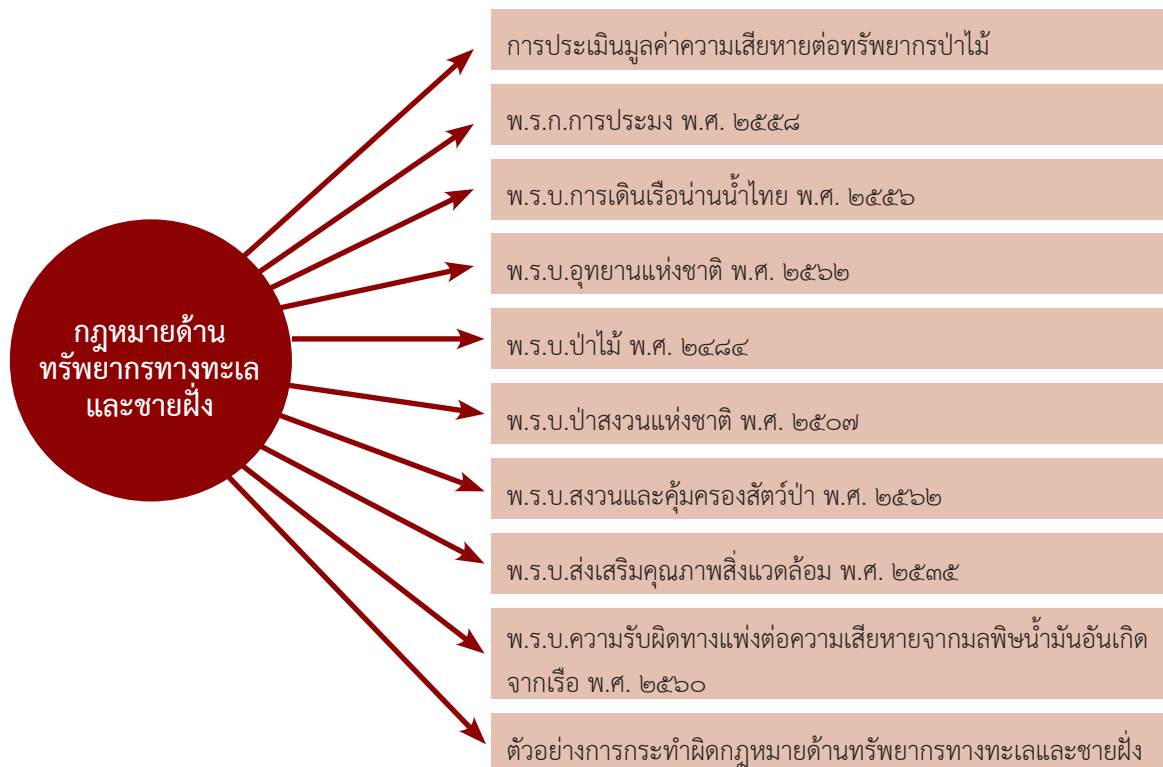 กฎหมายด้าน
ทรัพยากรทางทะเล
และชายฝั่ง
การประเมินมูลค่าความเสียหายต่อทรัพยากรป่าไม้
พ.ร.ก.การประมง พ.ศ. ๒๕๕๘
พ.ร.บ.การเดินเรือน่านน้ำไทย พ.ศ. ๒๕๕๖
พ.ร.บ.อุทยานแห่งชาติ พ.ศ. ๒๕๖๒
พ.ร.บ.ป่าไม้ พ.ศ. ๒๔๘๔
พ.ร.บ.ป่าสงวนแห่งชาติ พ.ศ. ๒๕๐๗
พ.ร.บ.สงวนและคุ้มครองสัตว์ป่า พ.ศ. ๒๕๖๒
พ.ร.บ.ส่งเสริมคุณภาพสิ่งแวดล้อม พ.ศ. ๒๕๓๕
พ.ร.บ.ความรับผิดทางแพ่งต่อความเสียหายจากมลพิษน้ำมันอันเกิด
จากเรือ พ.ศ. ๒๕๖๐
ตัวอย่างการกระทำผิดกฎหมายด้านทรัพยากรทางทะเลและชายฝั่ง